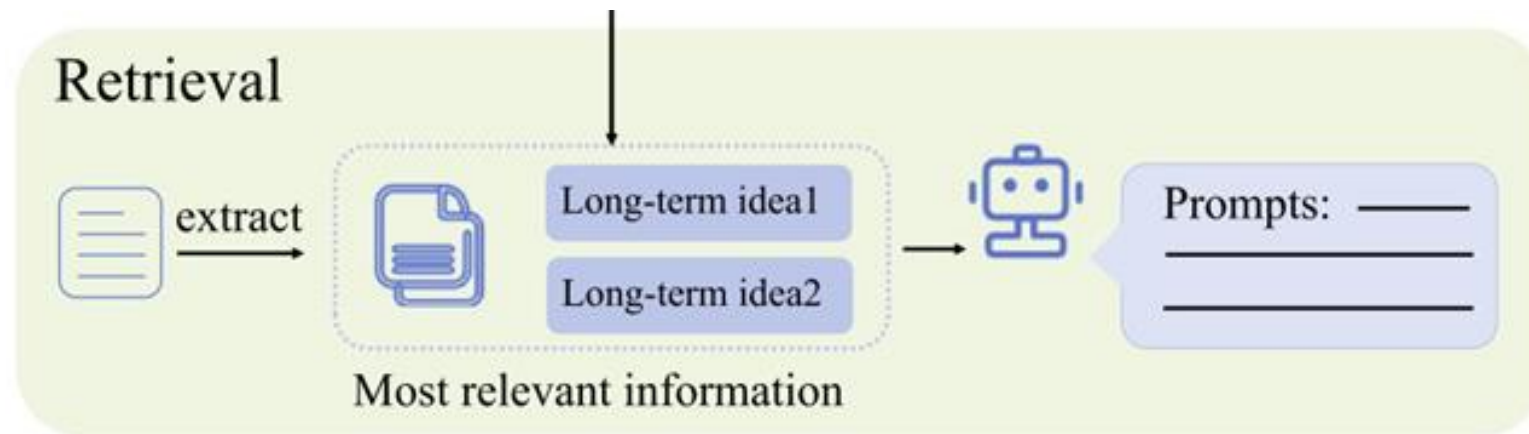 Retrieval
extract
Long-term idea1
Long-term idea2
Most relevant information
Prompts: